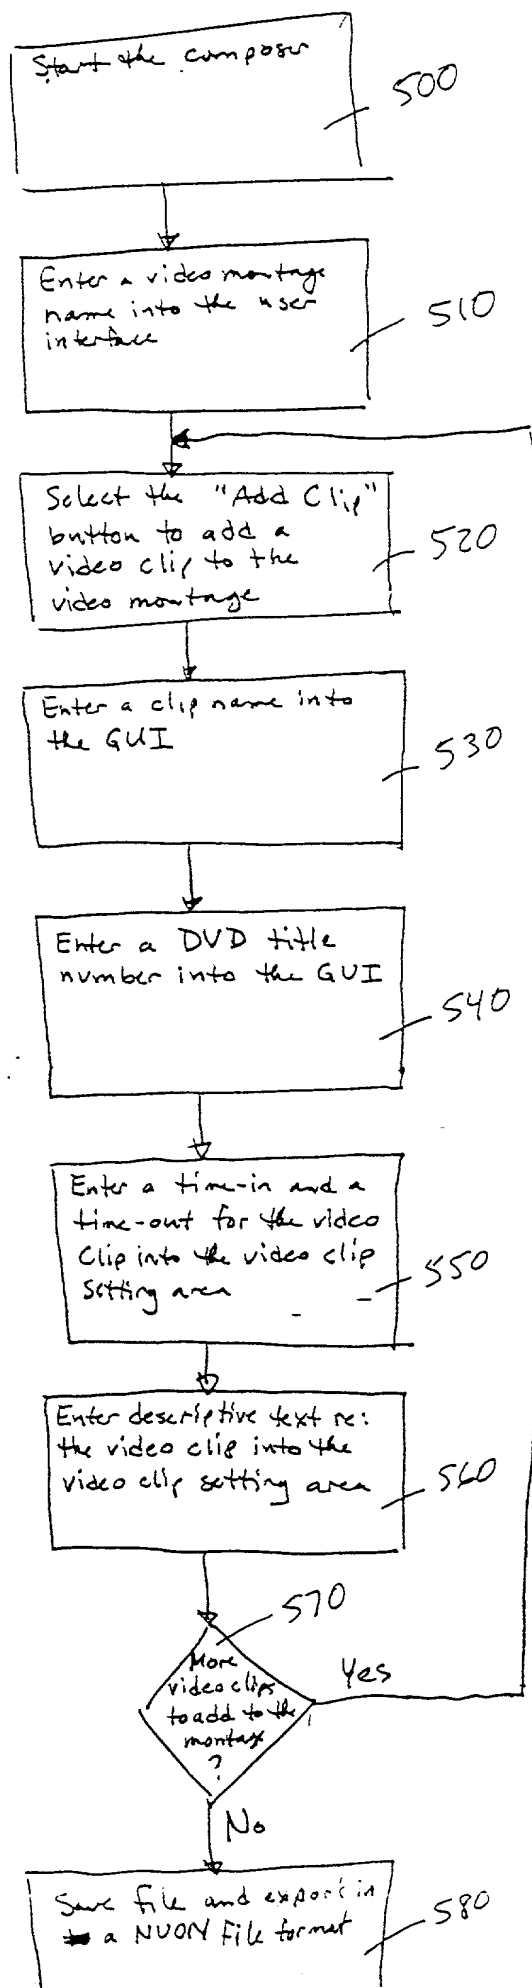 Start the composer
500
Enter a video montage
name into the user
interface
510
Select the "Add Clip"
button to add a
video clip to the
video montage
520
Enter a clip name into
the GUI
530
Enter a DVD title
number into the GUI
540
Enter a time-in and a
time-out for the video
Clip into the video clip
Setting area
550
Enter descriptive text re:
the video clip into the
video clip setting area
560
570
More
video clips
to add to the
montage
?
Yes
No
Save file and export in
a NUON File format
580